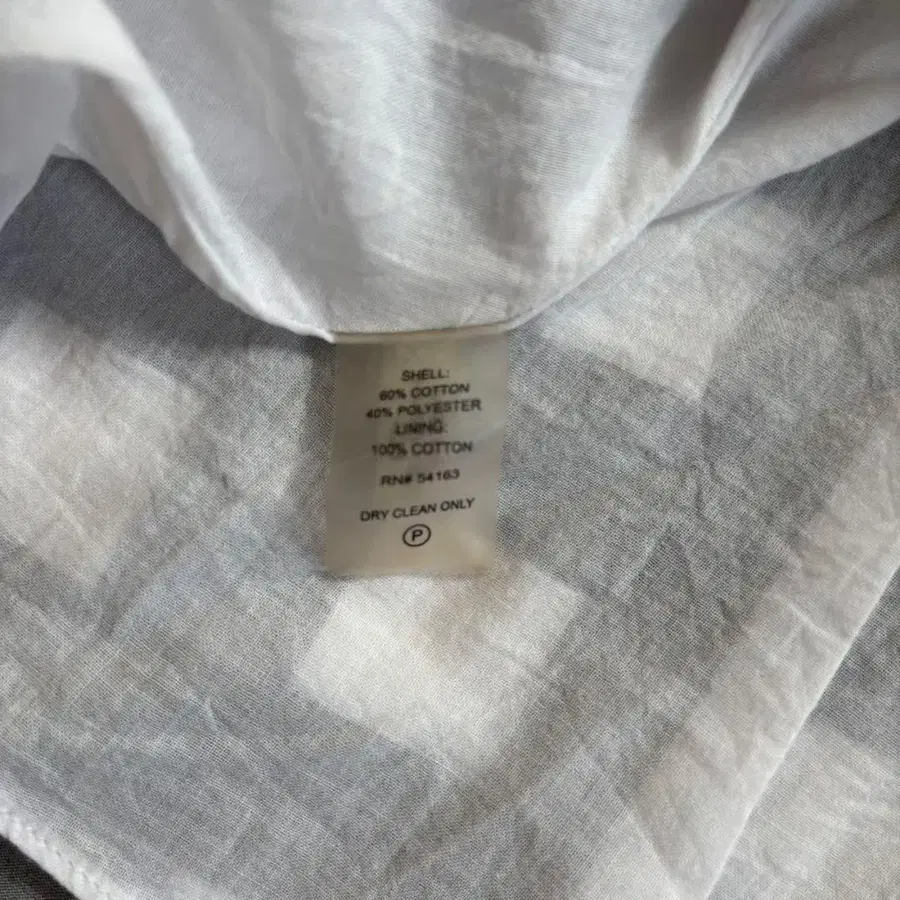 SHELL:
60% COTTON
40% POLYESTER
LINING:
100% COTTON
RN# 54163
DRY CLEAN ONLY
P